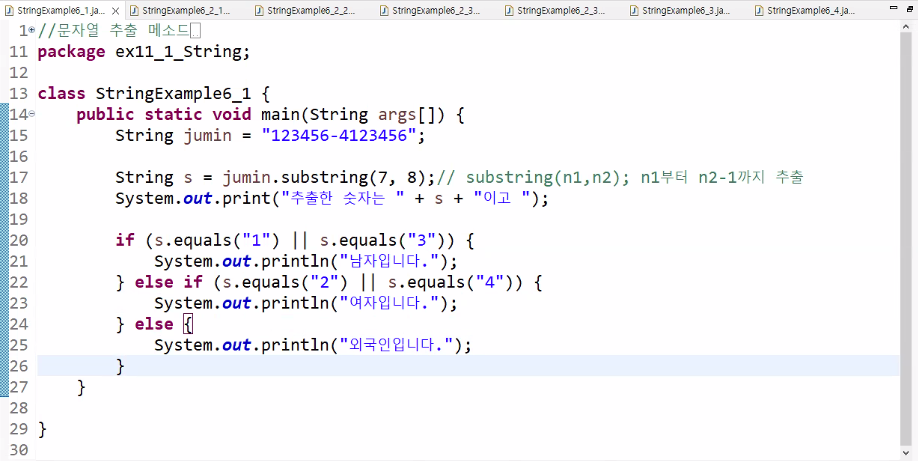 StringExample6_1.ja... StringExample6_2_1... StringExample6_2_2... StringExample6_2_3... StringExample6_2_3... StringExample6_3.ja... StringExample6_4.ja...
1 //문자열 추출 메소드
11 package ex11_1_String;
12
13 class StringExample6_1 {
14 public static void main(String args[]) {
15 String jumin = "123456-4123456";
16
17 String s = jumin.substring(7, 8);// substring(n1,n2); n1부터 n2-1까지 추출
18 System.out.print("추출한 숫자는 " + s + "이고 ");
19
20 if (s.equals("1") || s.equals("3")) {
21 System.out.println("남자입니다.");
22 } else if (s.equals("2") || s.equals("4")) {
23 System.out.println("여자입니다.");
24 } else {
25 System.out.println("외국인입니다.");
26 }
27 }
28
29 }
30